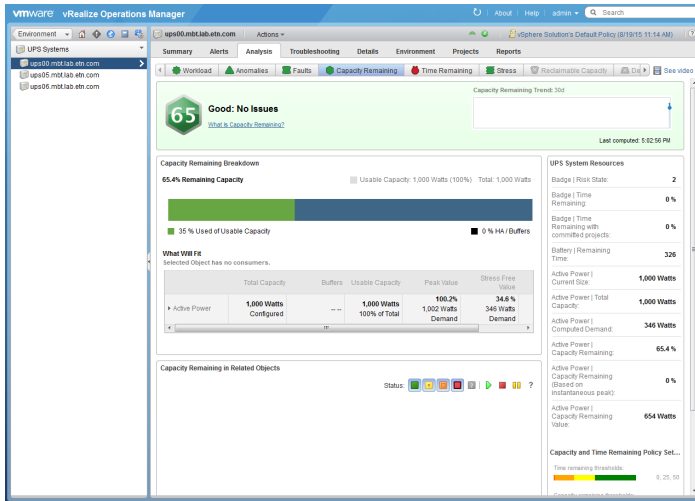 vmware vRealize Operations Manager
About Help admin Search
Environment
ups00.mbt.lab.etn.com Actions vSphere Solution's Default Policy (8/19/15 11:14 AM)
UPS Systems
ups00.mbt.lab.etn.com
ups05.mbt.lab.etn.com
ups06.mbt.lab.etn.com
Summary Alerts Analysis Troubleshooting Details Environment Projects Reports
Workload Anomalies Faults Capacity Remaining Time Remaining Stress Reclaimable Capacity De See video
65
Good: No Issues
What Is Capacity Remaining?
Capacity Remaining Trend: 30d
Last computed: 5:02:56 PM
Capacity Remaining Breakdown
65.4% Remaining Capacity Usable Capacity: 1,000 Watts (100%) Total: 1,000 Watts
35 % Used of Usable Capacity 0 % HA / Buffers
What Will Fit
Selected Object has no consumers.
Total Capacity Buffers Usable Capacity Peak Value Stress Free Value
Active Power 1,000 Watts Configured -- -- 1,000 Watts 100% of Total 100.2% 1,002 Watts Demand 34.6 % 346 Watts Demand
Capacity Remaining in Related Objects
Status: ?
UPS System Resources
Badge | Risk State: 2
Badge | Time Remaining: 0 %
Badge | Time Remaining with committed projects: 0 %
Battery | Remaining Time: 326
Active Power | Current Size: 1,000 Watts
Active Power | Total Capacity: 1,000 Watts
Active Power | Computed Demand: 346 Watts
Active Power | Capacity Remaining: 65.4 %
Active Power | Capacity Remaining (Based on instantaneous peak): 0 %
Active Power | Capacity Remaining Value: 654 Watts
Capacity and Time Remaining Policy Set...
Time remaining thresholds:
0, 25, 50